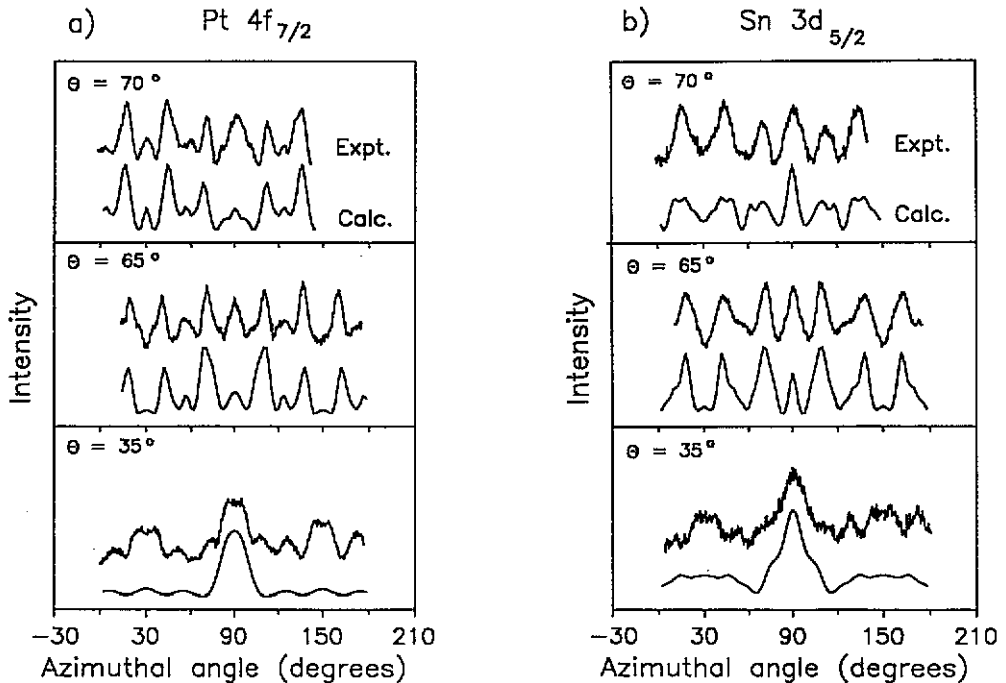 a) Pt 4f7/2
Θ = 70°
Expt.
Calc.
Θ = 65°
Θ = 35°
Intensity
−30 30 90 150 210
Azimuthal angle (degrees)
b) Sn 3d5/2
Θ = 70°
Expt.
Calc.
Θ = 65°
Θ = 35°
Intensity
−30 30 90 150 210
Azimuthal angle (degrees)